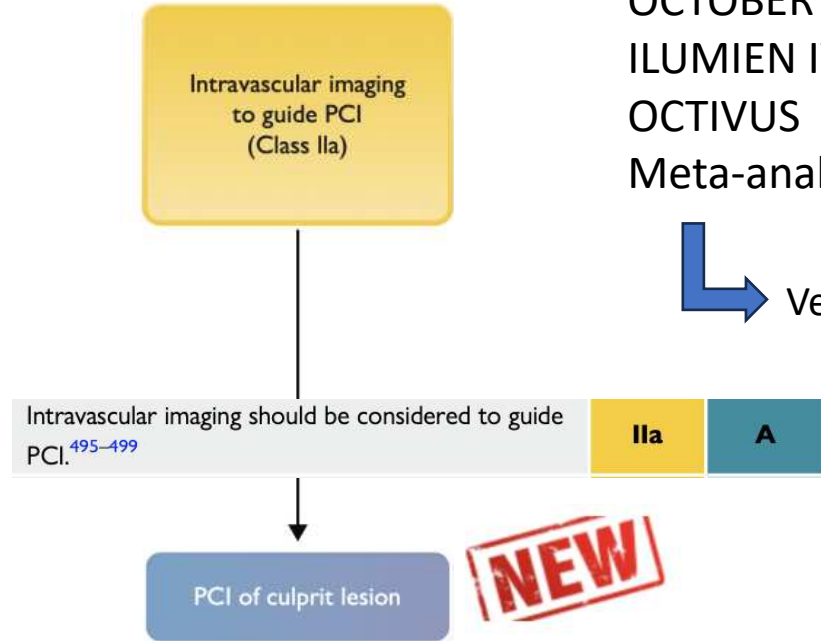 OCTOBER
ILUMIEN
OCTIVUS
Intravascular imaging
to guide PCI
(Class IIa)
Intravascular imaging should be considered to guide
PCI.495–499
IIa
A
NEW
PCI of culprit lesion